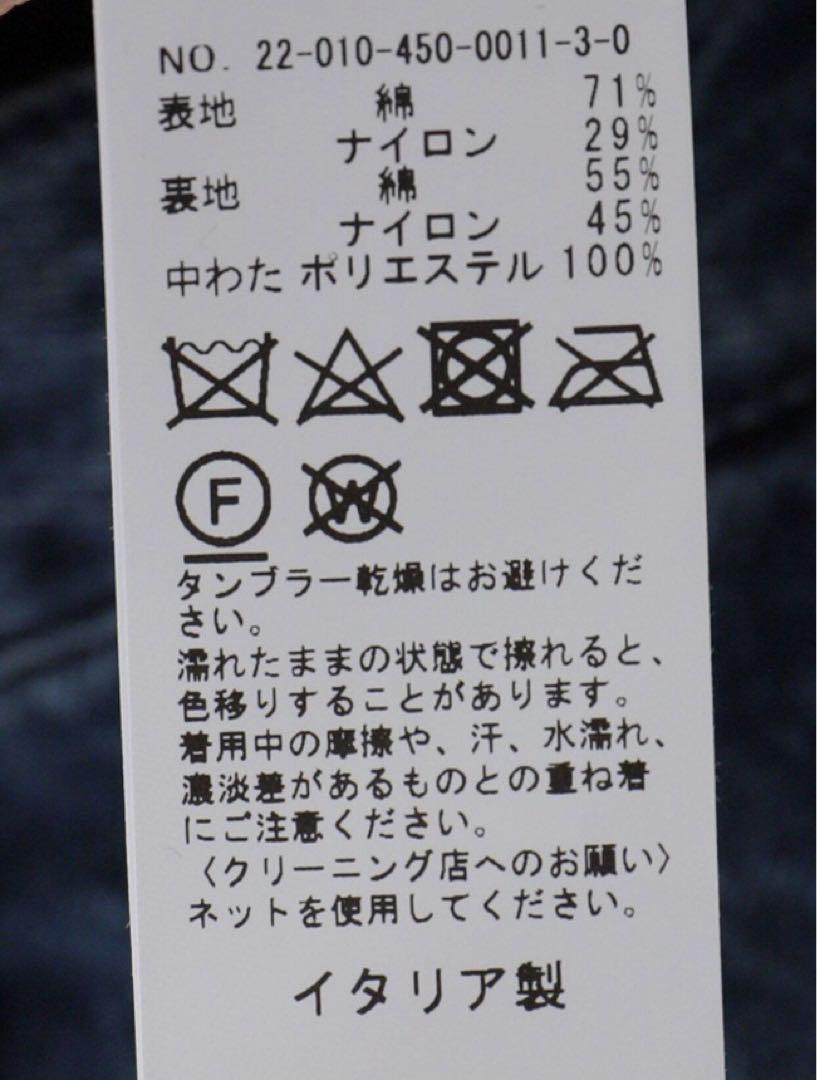 NO. 22-010-450-0011-3-0
表地 綿 71%
ナイロン 29%
裏地 綿 55%
ナイロン 45%
中わた ポリエステル 100%
F W
タンブラー乾燥はお避けくだ
さい。
濡れたままの状態で擦れると、
色移りすることがあります。
着用中の摩擦や、汗、水濡れ、
濃淡差があるものとの重ね着
にご注意ください。
〈クリーニング店へのお願い〉
ネットを使用してください。
イタリア製